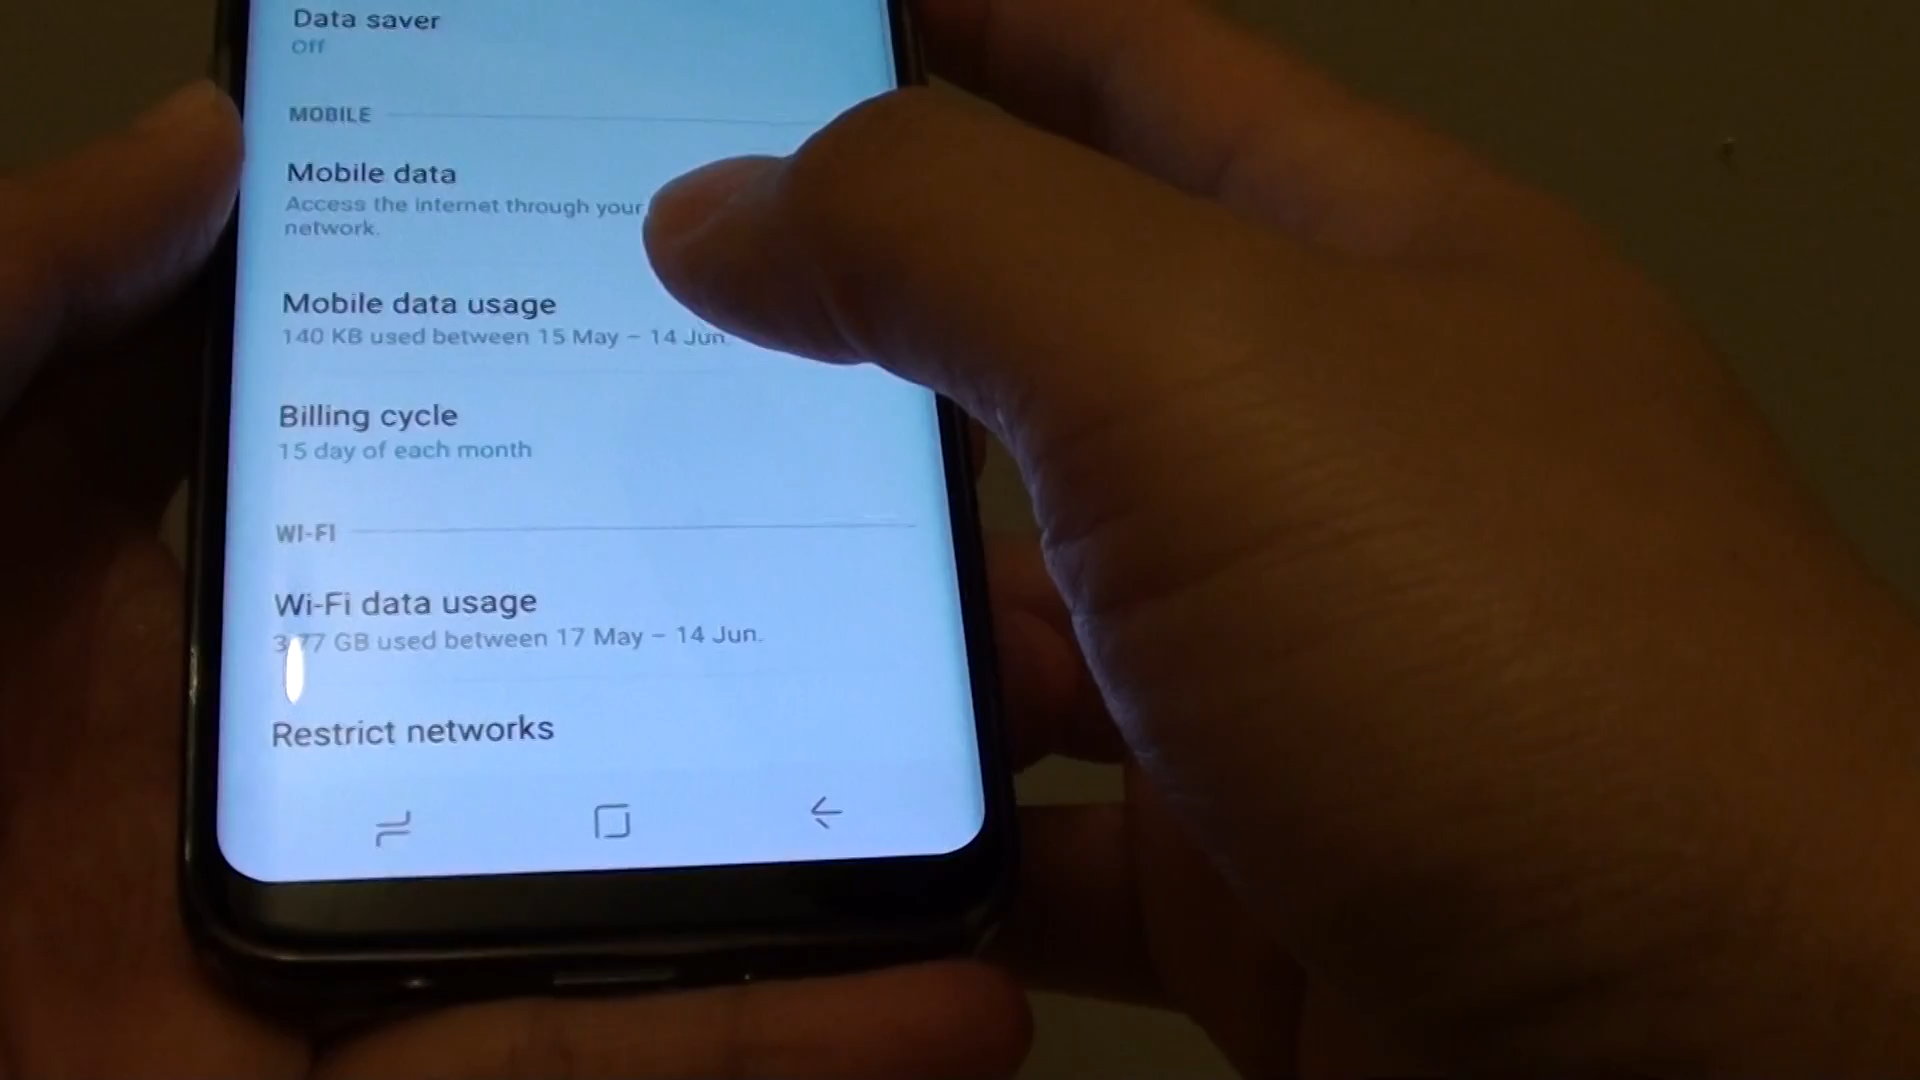 Data saver
Off
MOBILE
Mobile data
Access the internet through your
network.
Mobile data usage
140 KB used between 15 May – 14 Jun.
Billing cycle
15 day of each month
WI-FI
Wi-Fi data usage
3.77 GB used between 17 May – 14 Jun.
Restrict networks